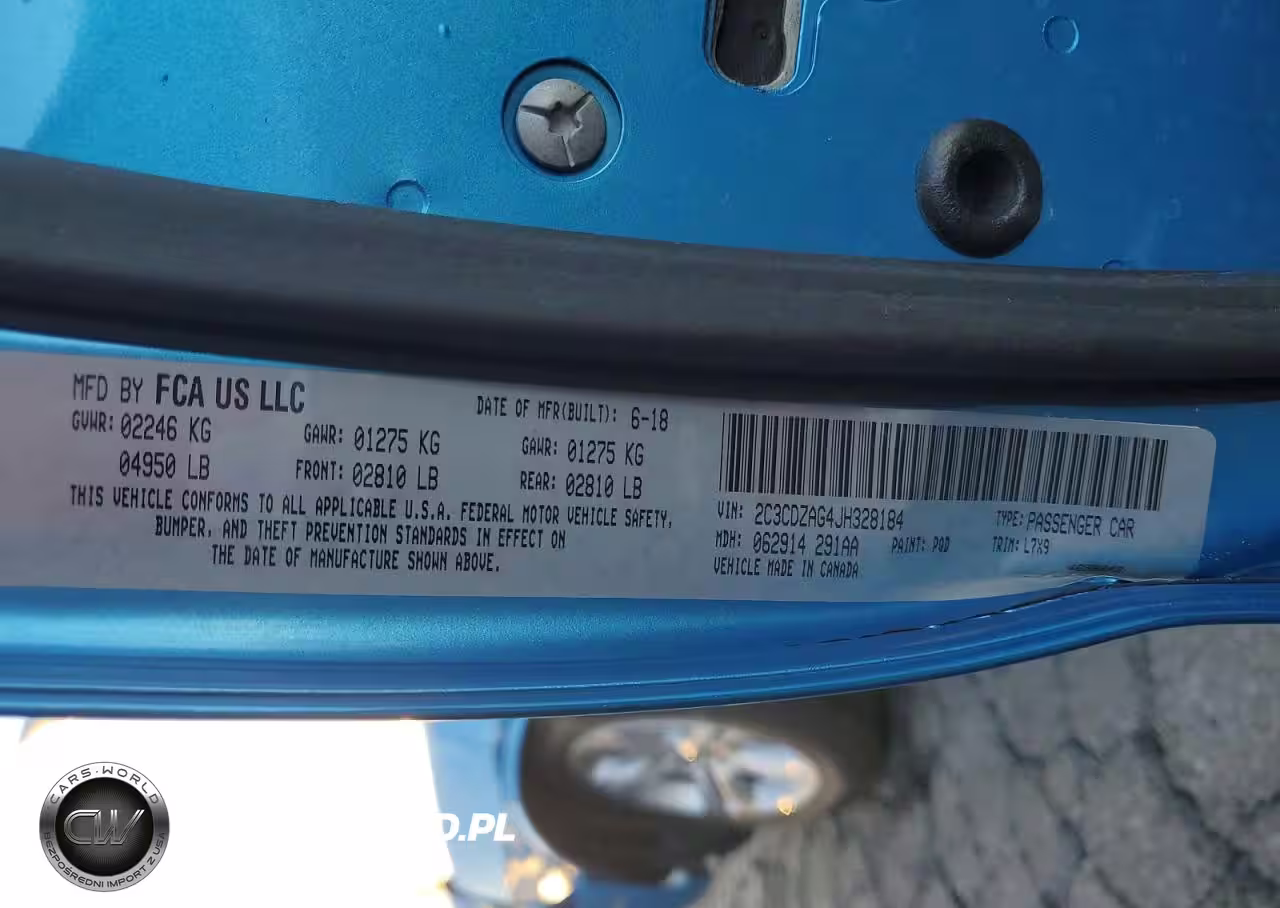 MFD BY FCA US LLC
DATE OF MFR(BUILT): 6-18
GVWR: 02246 KG
04950 LB
GAWR: 01275 KG
FRONT: 02810 LB
GAWR: 01275 KG
REAR: 02810 LB
THIS VEHICLE CONFORMS TO ALL APPLICABLE U.S.A. FEDERAL MOTOR VEHICLE SAFETY,
BUMPER, AND THEFT PREVENTION STANDARDS IN EFFECT ON
THE DATE OF MANUFACTURE SHOWN ABOVE.
VIN: 2C3CDZAG4JH328184
TYPE: PASSENGER CAR
MDH: 062914 291AA
PAINT: PQD
TRIM: L7X9
VEHICLE MADE IN CANADA
CARS-WORLD
CW
BEZPOŚREDNI IMPORT Z USA
D.PL